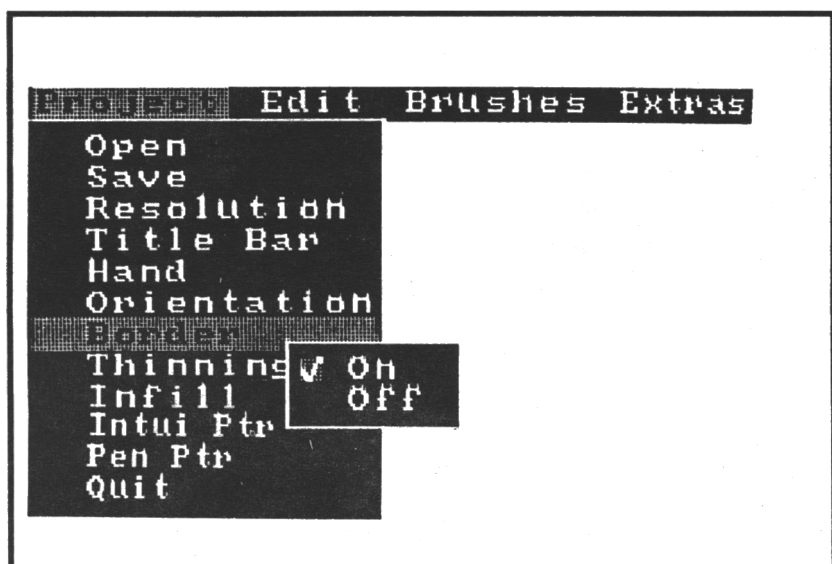 Project Edit Brushes Extras
Open
Save
Resolution
Title Bar
Hand
Orientation
Border
Thinning
✓ On
Infill
Off
Intui Ptr
Pen Ptr
Quit